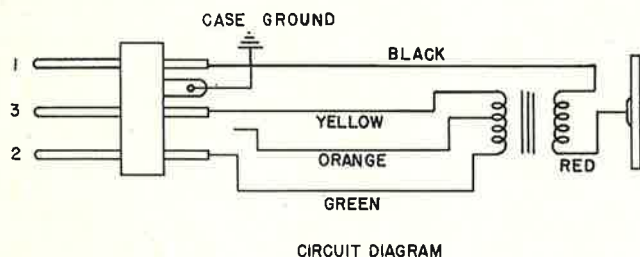 CASE GROUND
1
BLACK
3
YELLOW
ORANGE
2
RED
GREEN
CIRCUIT DIAGRAM